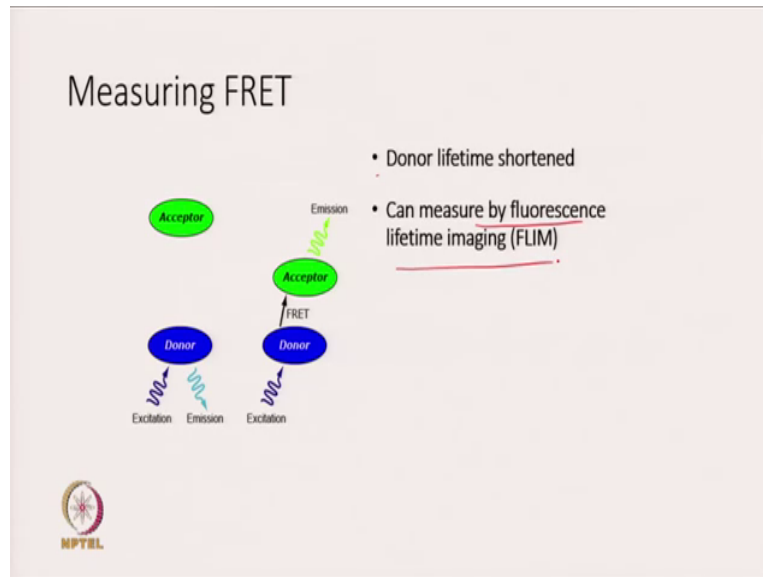 Measuring FRET
• Donor lifetime shortened
• Can measure by fluorescence
lifetime imaging (FLIM)
Acceptor
Emission
Acceptor
FRET
Donor
Donor
Excitation
Emission
Excitation
NPTEL